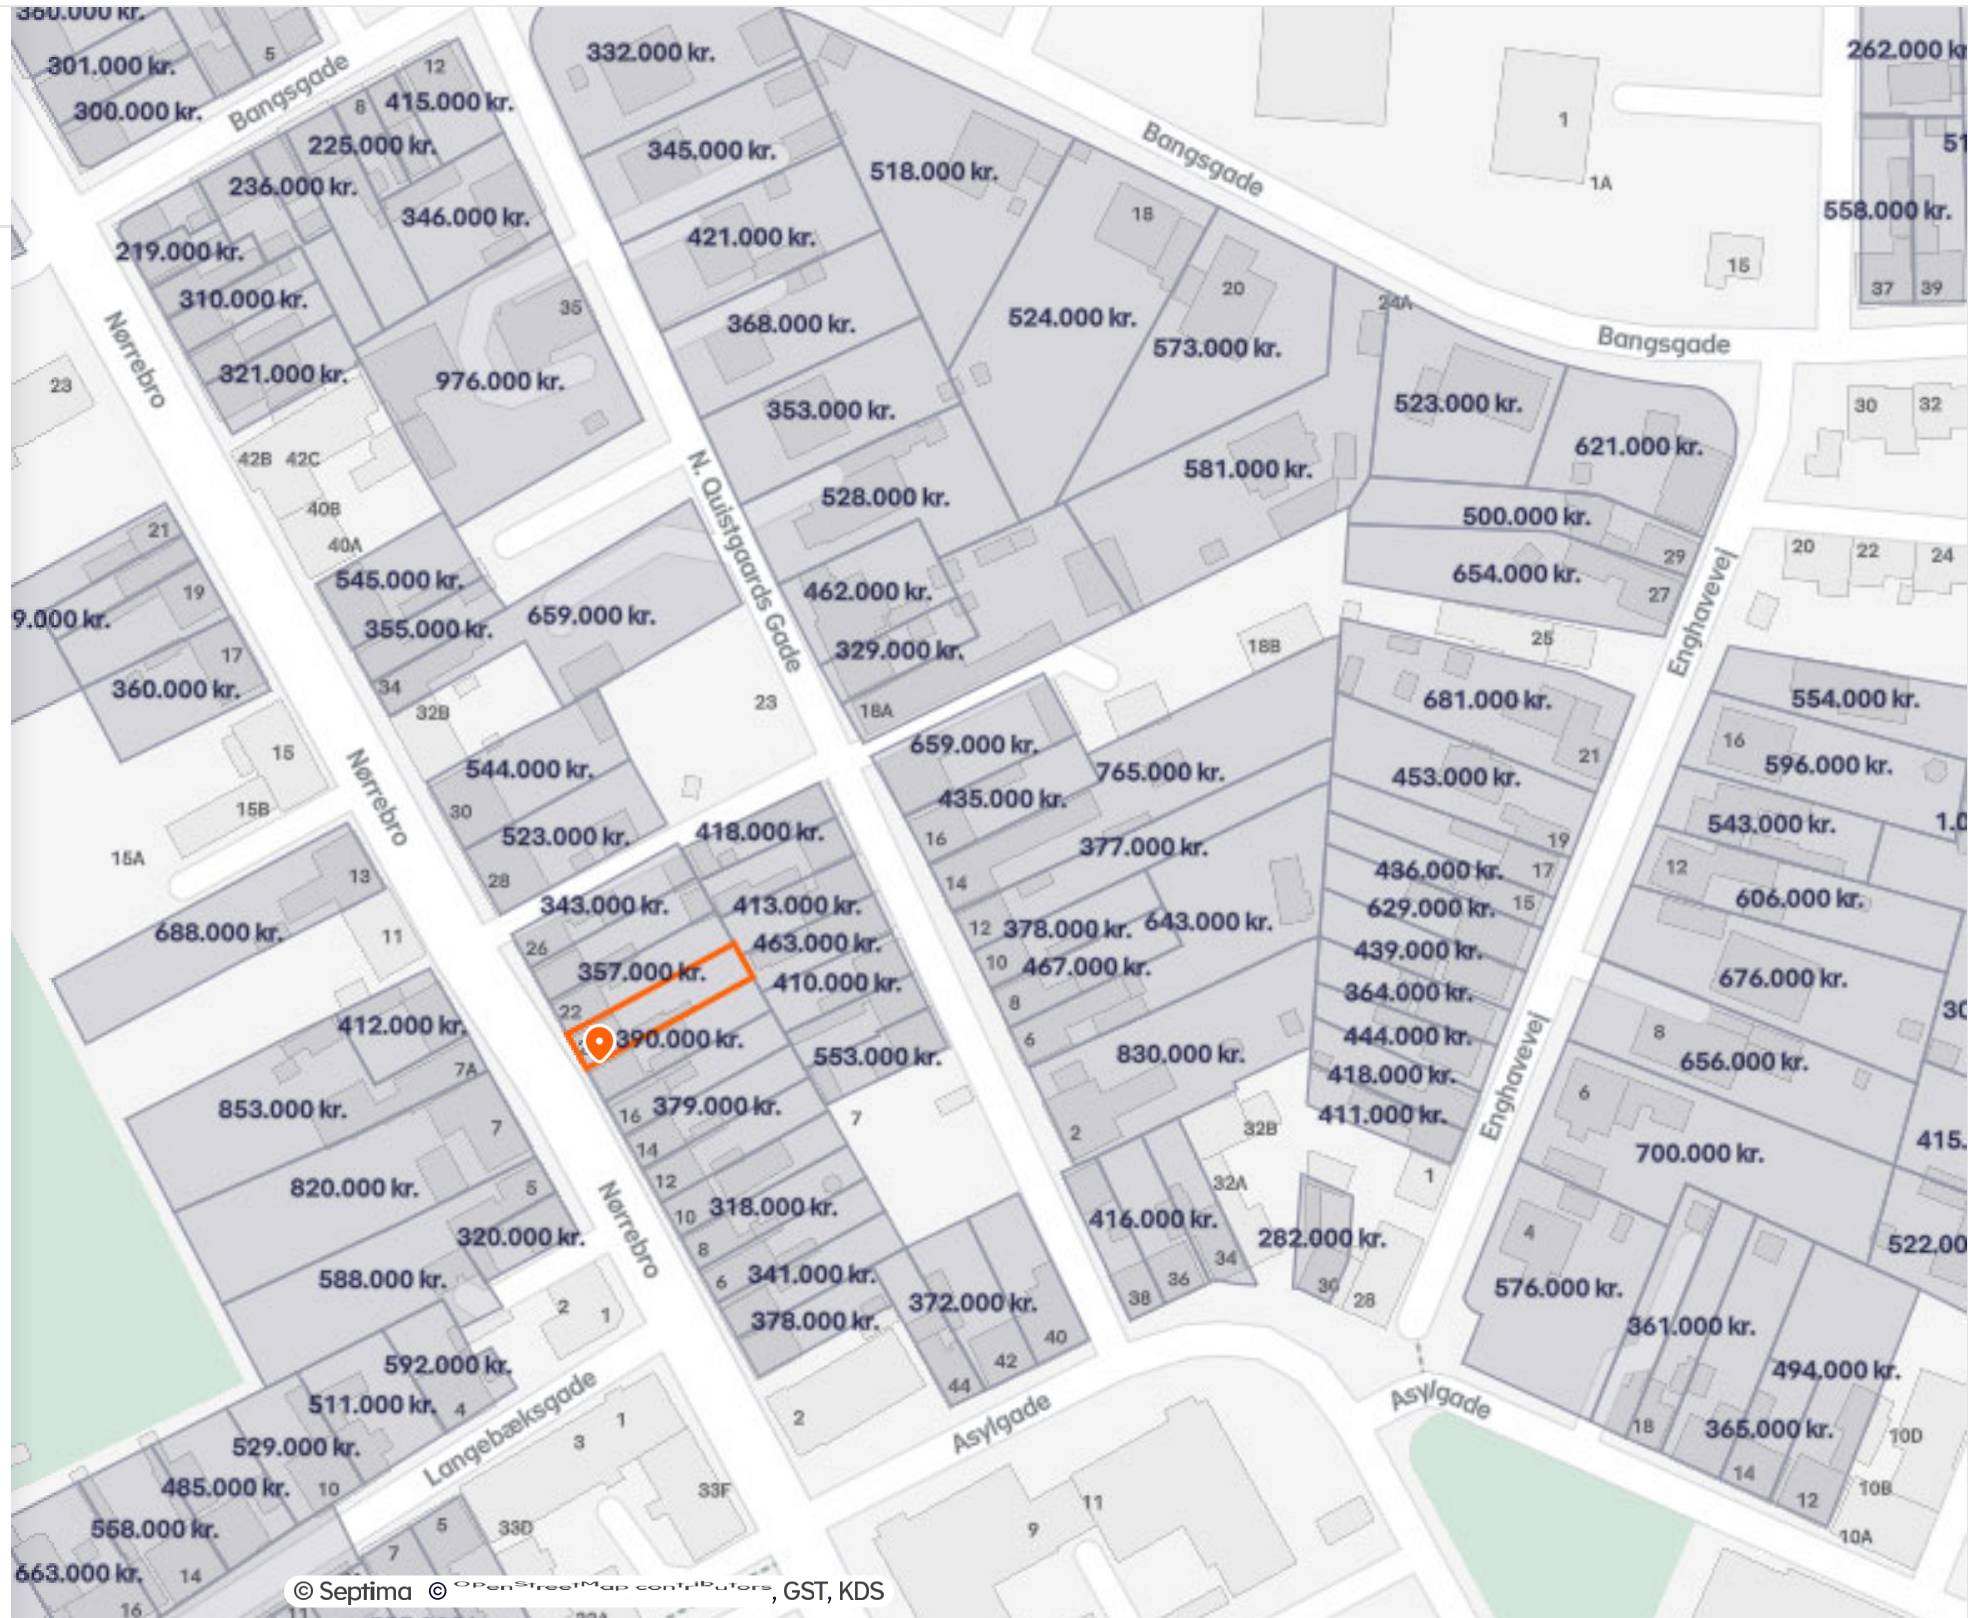 360.000 kr.
301.000 kr.
300.000 kr.
5
Bangsgade
12
8
415.000 kr.
225.000 kr.
236.000 kr.
346.000 kr.
219.000 kr.
310.000 kr.
321.000 kr.
35
976.000 kr.
332.000 kr.
345.000 kr.
421.000 kr.
368.000 kr.
353.000 kr.
528.000 kr.
518.000 kr.
524.000 kr.
18
20
573.000 kr.
581.000 kr.
Bangsgade
1
1A
15
24A
Bangsgade
523.000 kr.
621.000 kr.
500.000 kr.
29
654.000 kr.
27
262.000 kr
51
558.000 kr.
37
39
30
32
20
22
24
Nørrebro
23
42B
42C
40B
40A
21
19
9.000 kr.
17
360.000 kr.
545.000 kr.
355.000 kr.
34
659.000 kr.
32B
N. Quistgaards Gade
462.000 kr.
329.000 kr.
18A
18B
25
Enghavevej
23
15
15B
15A
Nørrebro
544.000 kr.
30
523.000 kr.
28
418.000 kr.
343.000 kr.
413.000 kr.
26
463.000 kr.
357.000 kr.
410.000 kr.
22
390.000 kr.
553.000 kr.
379.000 kr.
16
14
12
10
318.000 kr.
8
6
341.000 kr.
378.000 kr.
7
659.000 kr.
435.000 kr.
765.000 kr.
16
377.000 kr.
14
12
378.000 kr.
643.000 kr.
10
467.000 kr.
8
6
830.000 kr.
2
681.000 kr.
21
453.000 kr.
19
436.000 kr.
17
629.000 kr.
15
439.000 kr.
364.000 kr.
444.000 kr.
418.000 kr.
411.000 kr.
Enghavevej
554.000 kr.
16
596.000 kr.
543.000 kr.
1.0
12
606.000 kr.
676.000 kr.
30
8
656.000 kr.
6
415.
700.000 kr.
4
522.00
576.000 kr.
361.000 kr.
494.000 kr.
365.000 kr.
18
14
12
10D
10B
10A
13
688.000 kr.
11
412.000 kr.
7A
853.000 kr.
7
820.000 kr.
5
320.000 kr.
588.000 kr.
Nørrebro
2
1
592.000 kr.
511.000 kr.
4
529.000 kr.
485.000 kr.
10
558.000 kr.
663.000 kr.
14
16
Langebæksgade
1
3
33F
33D
5
7
11
33A
372.000 kr.
40
42
44
2
Asylgade
416.000 kr.
38
36
34
32A
32B
282.000 kr.
30
28
1
Asylgade
11
9
© Septima © OpenStreetMap contributors, GST, KDS